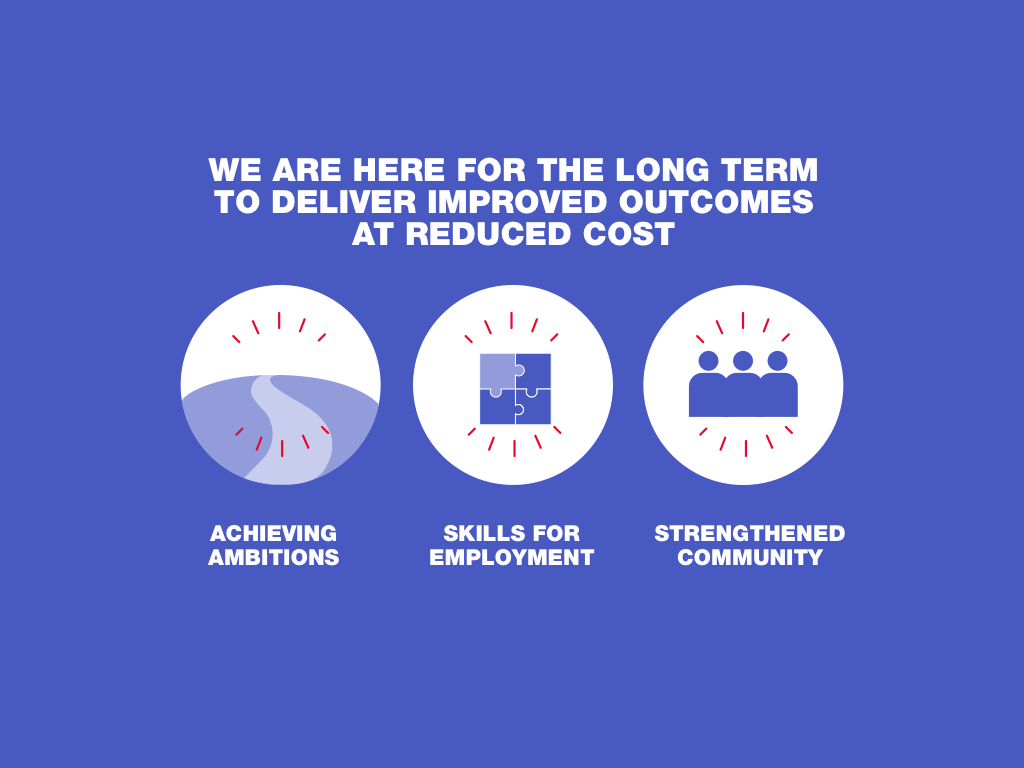 WE ARE HERE FOR THE LONG TERM
TO DELIVER IMPROVED OUTCOMES
AT REDUCED COST
ACHIEVING
AMBITIONS
SKILLS FOR
EMPLOYMENT
STRENGTHENED
COMMUNITY